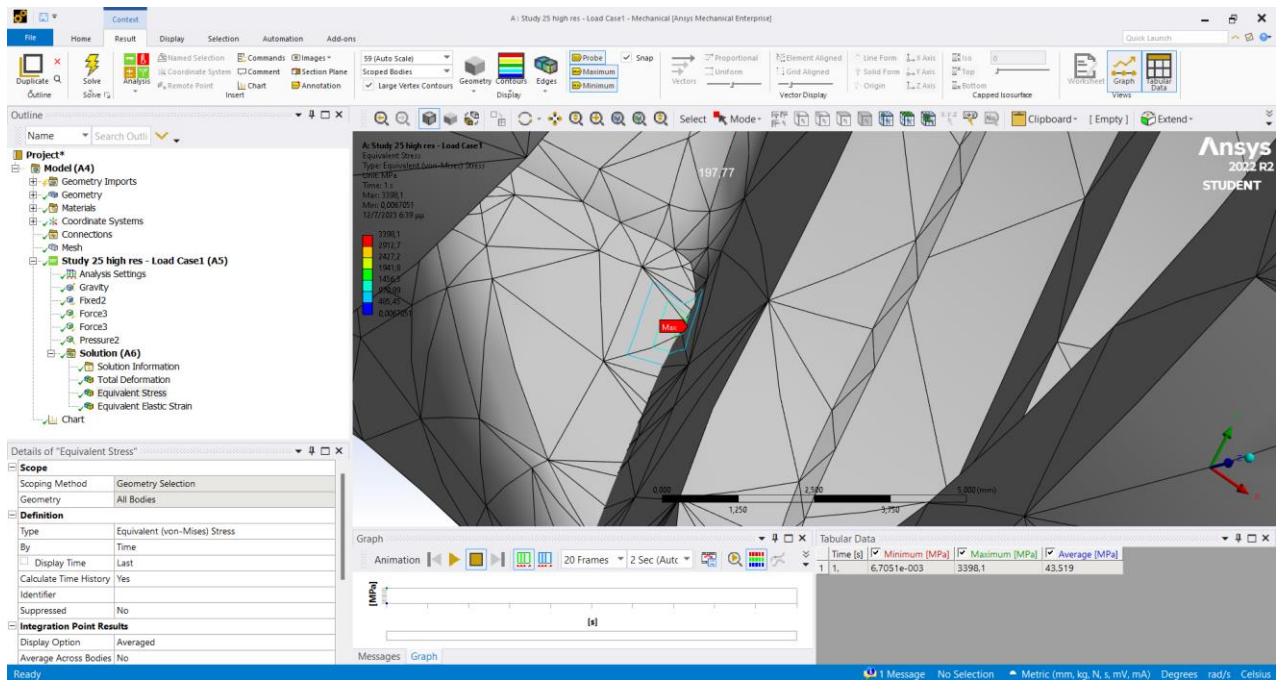 A : Study 25 high res - Load Case1 - Mechanical [Ansys Mechanical Enterprise]
Context
File Home Result Display Selection Automation Add-ons
Quick Launch
Duplicate
Solve
Analysis
Named Selection
Coordinate System
Remote Point
Commands
Comment
Chart
Images
Section Plane
Annotation
59 (Auto Scale)
Scoped Bodies
Large Vertex Contours
Geometry
Contours
Edges
Probe
Maximum
Minimum
Snap
Vectors
Proportional
Uniform
Element Aligned
Grid Aligned
Line Form
Solid Form
Origin
X Axis
Y Axis
Z Axis
Iso
Top
Bottom
0
Worksheet
Graph
Tabular Data
Outline Solve Insert Display Vector Display Capped Isosurface Views
Outline
Name Search Outli
Project*
Model (A4)
Geometry Imports
Geometry
Materials
Coordinate Systems
Connections
Mesh
Study 25 high res - Load Case1 (A5)
Analysis Settings
Gravity
Fixed2
Force3
Force3
Pressure2
Solution (A6)
Solution Information
Total Deformation
Equivalent Stress
Equivalent Elastic Strain
Chart
Select Mode Clipboard [ Empty ] Extend
A: Study 25 high res - Load Case1
Equivalent Stress
Type: Equivalent (von-Mises) Stress
Unit: MPa
Time: 1 s
Max: 3398,1
Min: 0,0067051
12/7/2023 6:39 μμ
3398,1
2912,7
2427,2
1941,8
1456,3
970,89
485,45
0,0067051
197,77
Max
Ansys
2022 R2
STUDENT
0,000 2,500 5,000 (mm)
1,250 3,750
Details of "Equivalent Stress"
Scope
Scoping Method Geometry Selection
Geometry All Bodies
Definition
Type Equivalent (von-Mises) Stress
By Time
Display Time Last
Calculate Time History Yes
Identifier
Suppressed No
Integration Point Results
Display Option Averaged
Average Across Bodies No
Graph
Animation 20 Frames 2 Sec (Autc
[MPa]
[s]
Messages Graph
Tabular Data
Time [s] Minimum [MPa] Maximum [MPa] Average [MPa]
1 1, 6,7051e-003 3398,1 43,519
Ready
1 Message No Selection Metric (mm, kg, N, s, mV, mA) Degrees rad/s Celsius